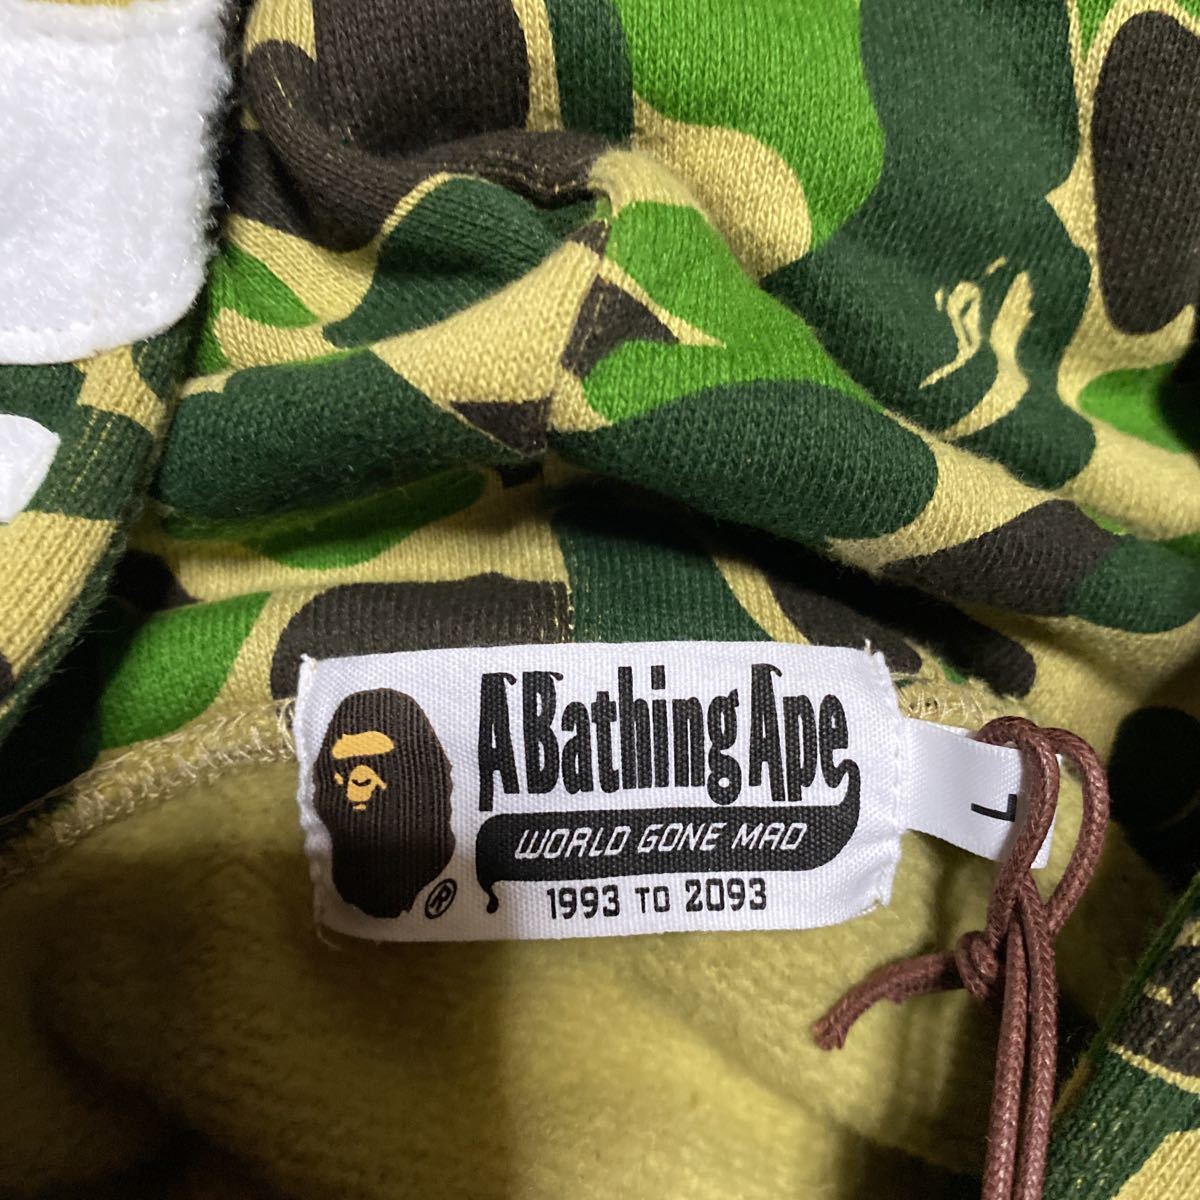 A Bathing Ape
WORLD GONE MAD
®
1993 TO 2093
L